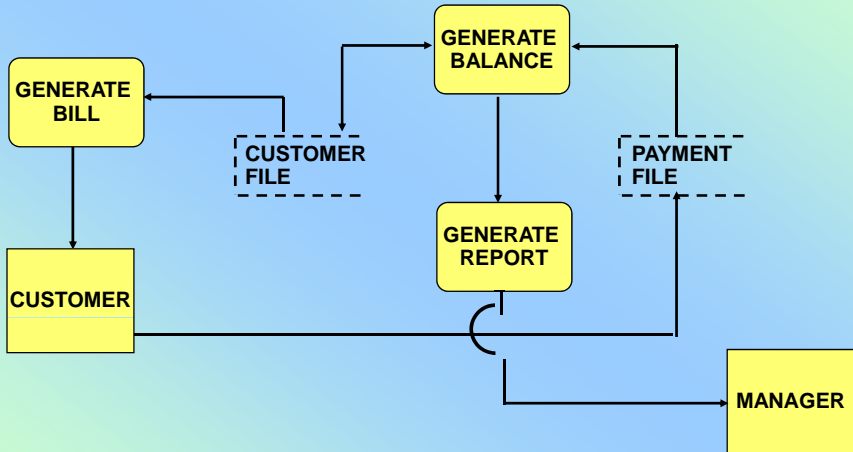 GENERATE
BALANCE
GENERATE
BILL
CUSTOMER
FILE
PAYMENT
FILE
GENERATE
REPORT
CUSTOMER
MANAGER